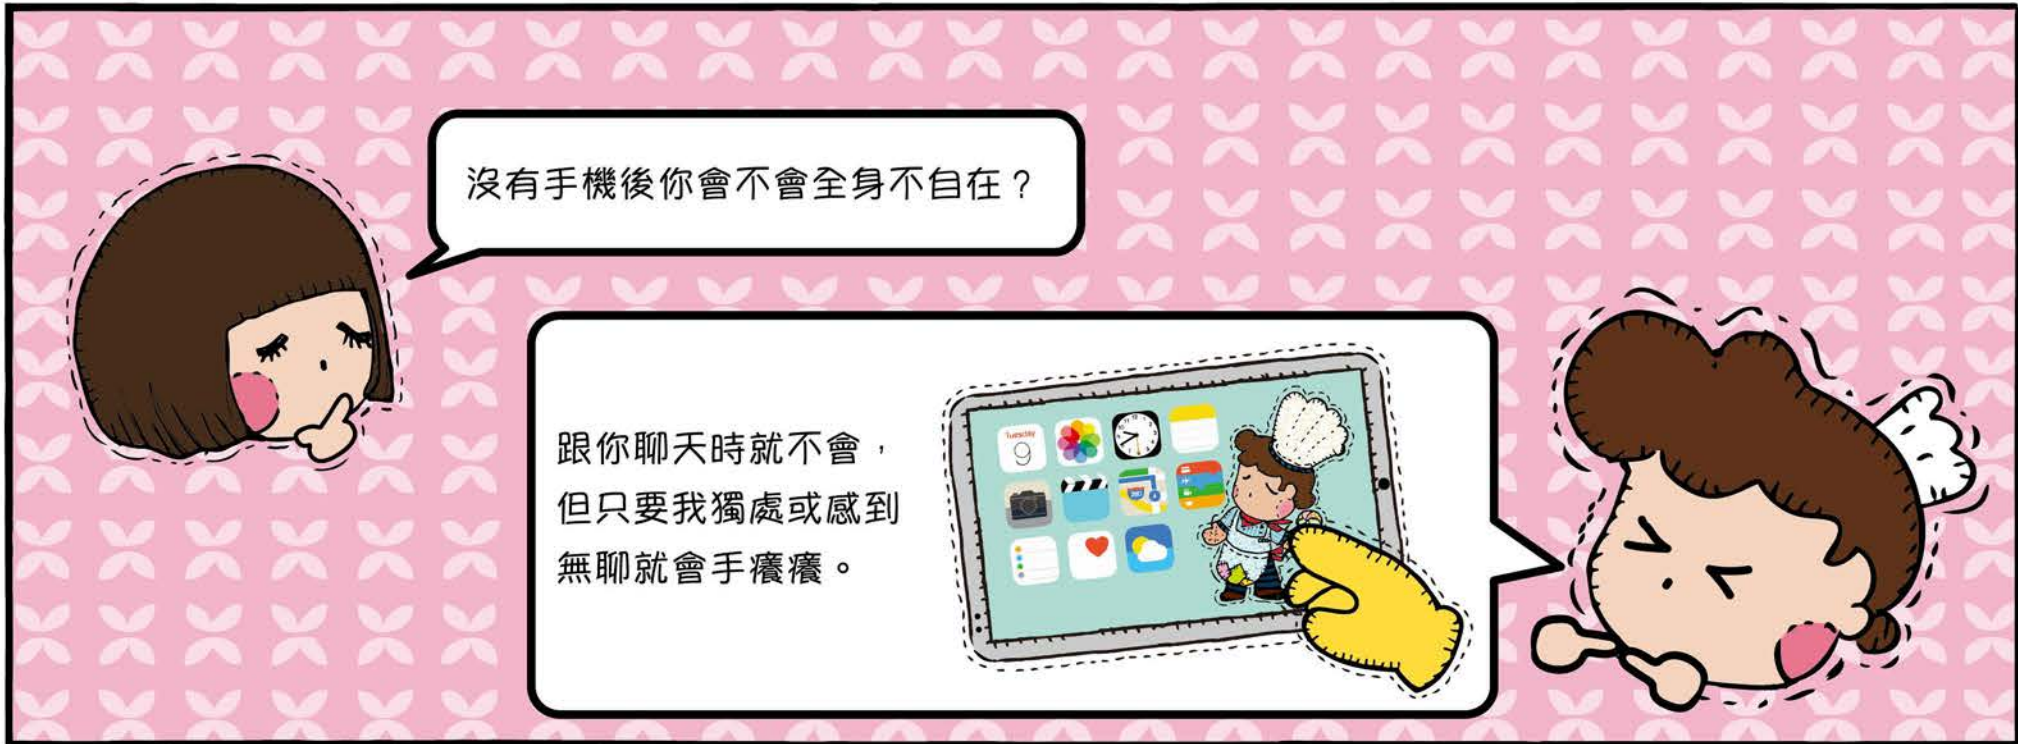 沒有手機後你會不會全身不自在？
跟你聊天時就不會，
但只要我獨處或感到
無聊就會手癢癢。
Tuesday
9